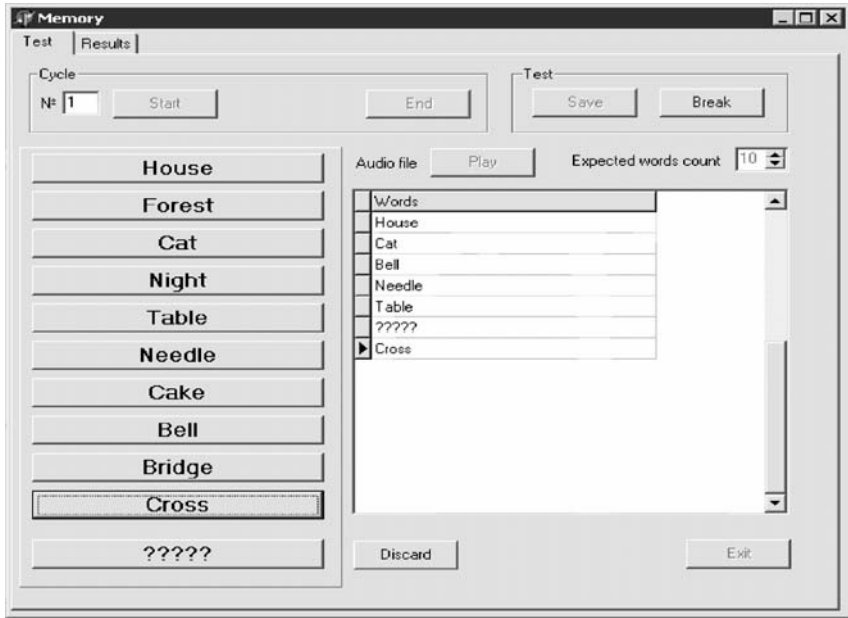 Memory
Test Results
Cycle Test
№ 1 Start End Save Break
Audio file Play Expected words count 10
House
Forest
Cat
Night
Table
Needle
Cake
Bell
Bridge
Cross
?????
Words
House
Cat
Bell
Needle
Table
?????
Cross
Discard Exit